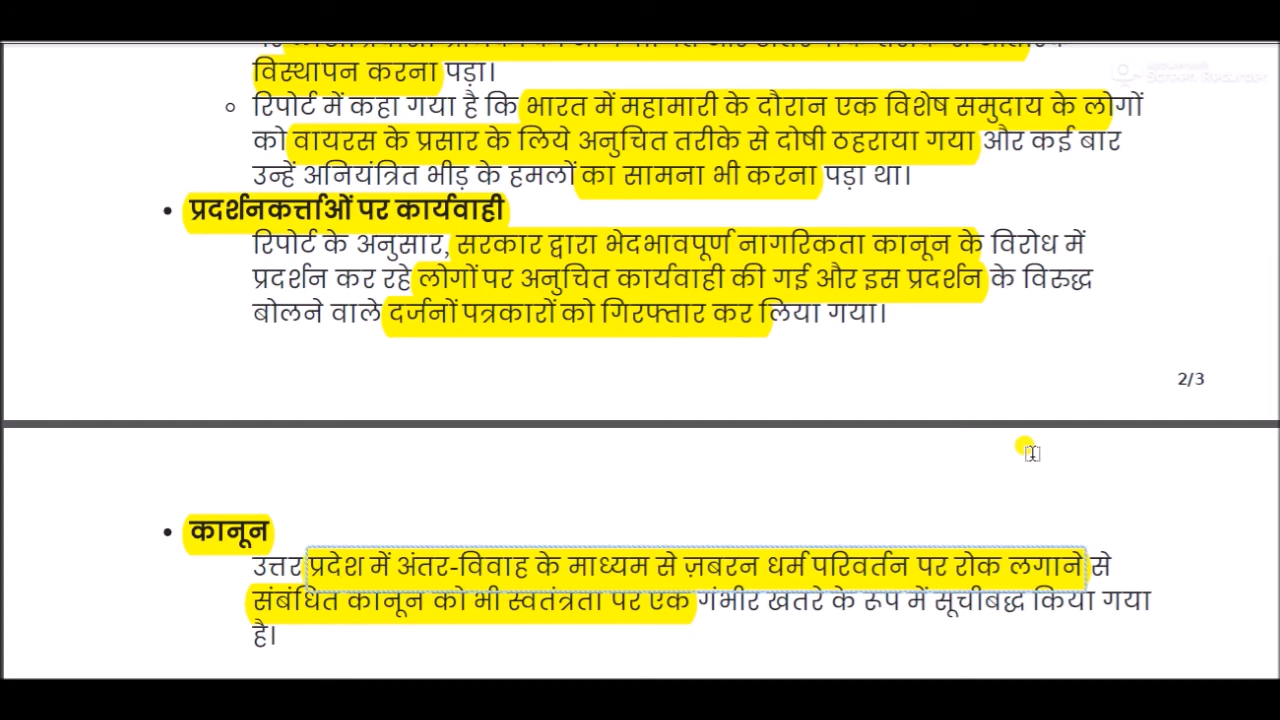 विस्थापन करना पड़ा।
Screen Recorder
रिपोर्ट में कहा गया है कि भारत में महामारी के दौरान एक विशेष समुदाय के लोगों
को वायरस के प्रसार के लिये अनुचित तरीके से दोषी ठहराया गया और कई बार
उन्हें अनियंत्रित भीड़ के हमलों का सामना भी करना पड़ा था।
प्रदर्शनकर्त्ताओं पर कार्यवाही
रिपोर्ट के अनुसार, सरकार द्वारा भेदभावपूर्ण नागरिकता कानून के विरोध में
प्रदर्शन कर रहे लोगों पर अनुचित कार्यवाही की गई और इस प्रदर्शन के विरुद्ध
बोलने वाले दर्जनों पत्रकारों को गिरफ्तार कर लिया गया।
2/3
कानून
उत्तर प्रदेश में अंतर-विवाह के माध्यम से ज़बरन धर्म परिवर्तन पर रोक लगाने से
संबंधित कानून को भी स्वतंत्रता पर एक गंभीर खतरे के रूप में सूचीबद्ध किया गया
है।